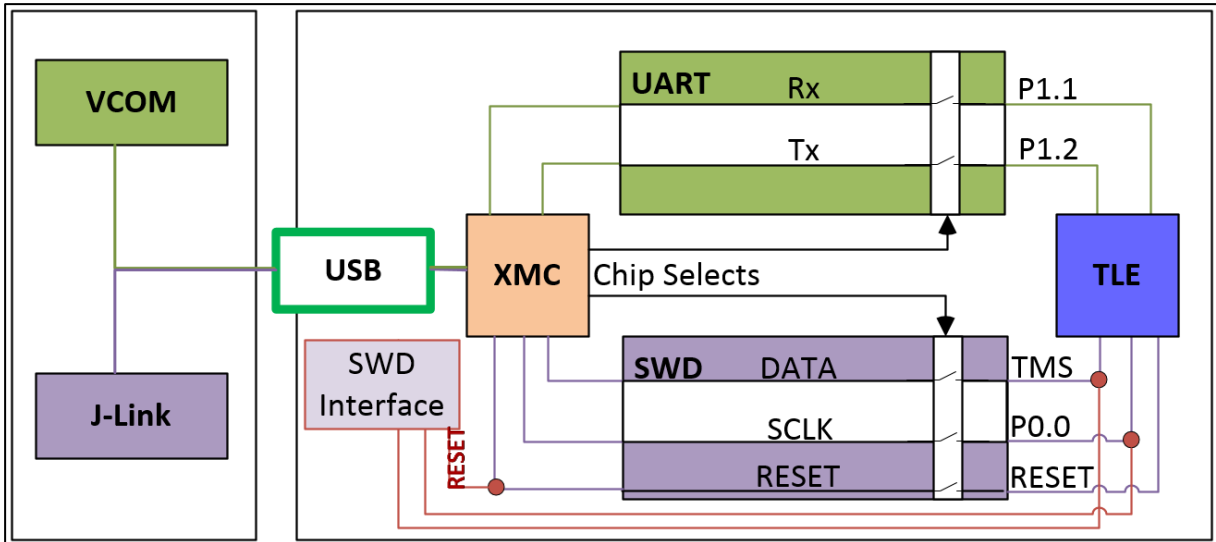 VCOM
J-Link
USB
XMC
Chip Selects
UART
Rx
Tx
P1.1
P1.2
TLE
SWD
Interface
RESET
SWD
DATA
SCLK
RESET
TMS
P0.0
RESET